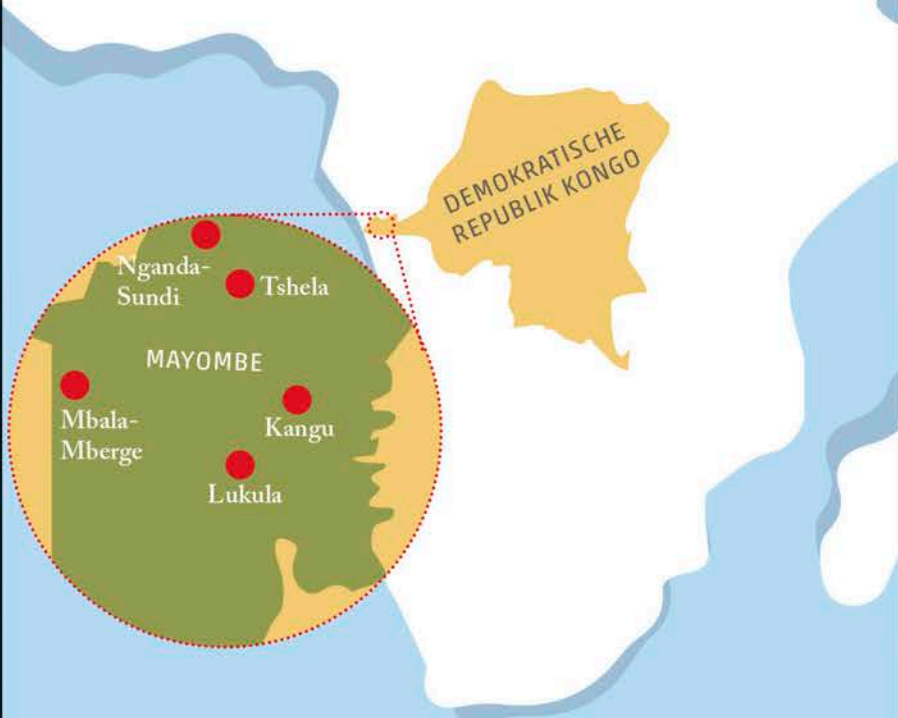 DEMOKRATISCHE
REPUBLIK KONGO
Nganda-
Sundi
Tshela
MAYOMBE
Mbala-
Mberge
Kangu
Lukula